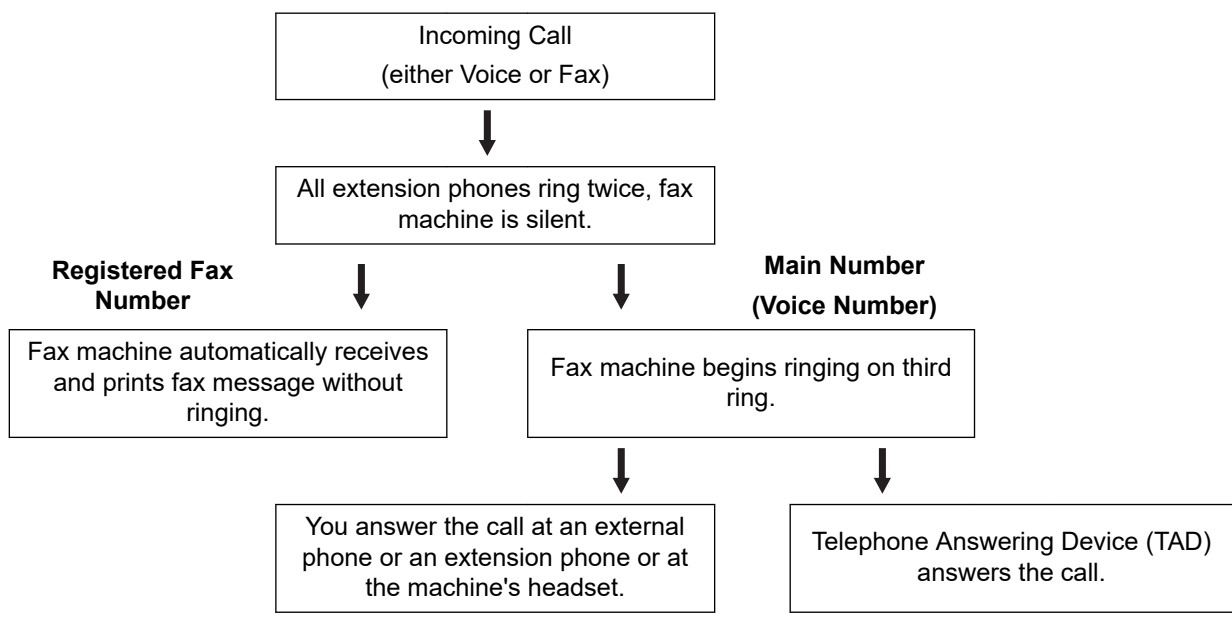 Incoming Call
(either Voice or Fax)
All extension phones ring twice, fax
machine is silent.
Registered Fax
Number
Main Number
(Voice Number)
Fax machine automatically receives
and prints fax message without
ringing.
Fax machine begins ringing on third
ring.
You answer the call at an external
phone or an extension phone or at
the machine's headset.
Telephone Answering Device (TAD)
answers the call.